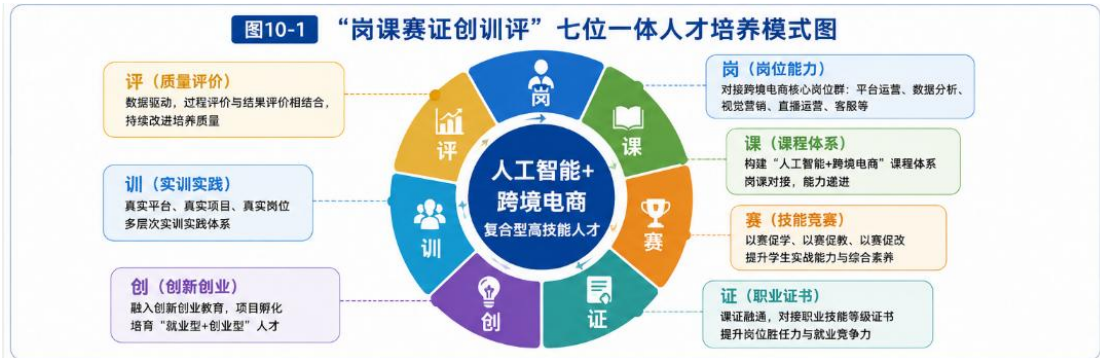 图10-1 “岗课赛证创训评”七位一体人才培养模式图
评（质量评价）
数据驱动，过程评价与结果评价相结合，
持续改进培养质量
训（实训实践）
真实平台、真实项目、真实岗位
多层次实训实践体系
创（创新创业）
融入创新创业教育，项目孵化
培育“就业型+创业型”人才
岗
课
赛
证
创
训
评
人工智能+
跨境电商
复合型高技能人才
岗（岗位能力）
对接跨境电商核心岗位群：平台运营、数据分析、
视觉营销、直播运营、客服等
课（课程体系）
构建“人工智能+跨境电商”课程体系
岗课对接，能力递进
赛（技能竞赛）
以赛促学、以赛促教、以赛促改
提升学生实战能力与综合素养
证（职业证书）
课证融通，对接职业技能等级证书
提升岗位胜任力与就业竞争力